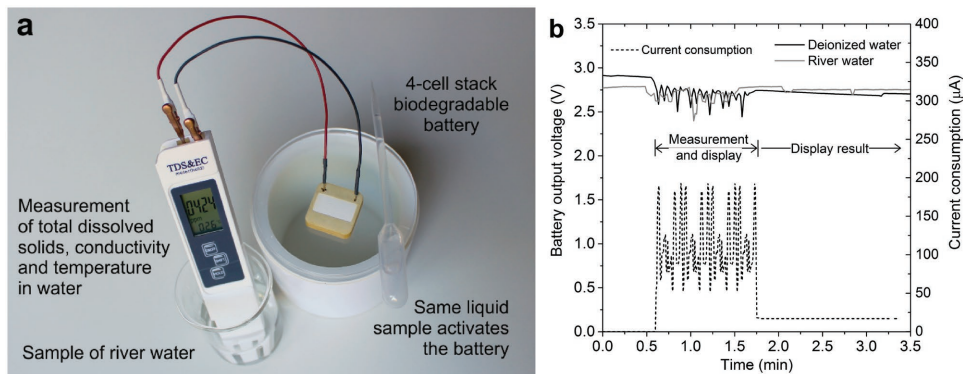 a
4-cell stack
biodegradable
battery
TDS&EC
0424
Measurement
of total dissolved
solids, conductivity
and temperature
in water
Same liquid
sample activates
the battery
Sample of river water
b
Current consumption
Deionized water
River water
Measurement
and display
Display result
Battery output voltage (V)
3.5
3.0
2.5
2.0
1.5
1.0
0.5
0.0
Current consumption (µA)
400
350
300
250
200
150
100
50
0
0.0 0.5 1.0 1.5 2.0 2.5 3.0 3.5
Time (min)